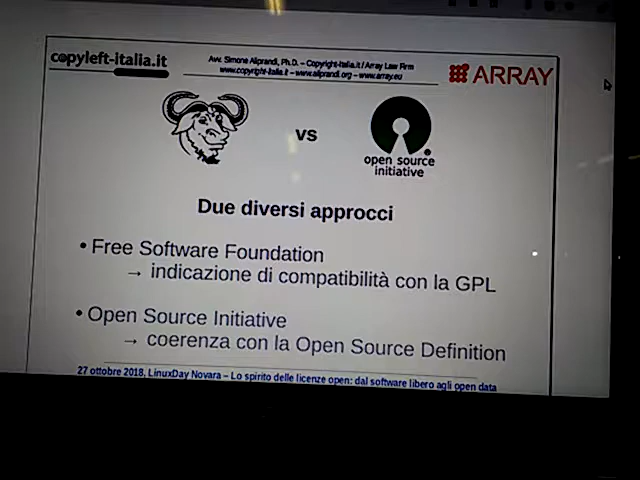 copyleft-italia.it
Avv. Simone Aliprandi, Ph.D. – Copyright-Italia.it / Array Law Firm
www.copyright-italia.it – www.aliprandi.org – www.array.eu
ARRAY
vs
open source
initiative
Due diversi approcci
• Free Software Foundation
→ indicazione di compatibilità con la GPL
• Open Source Initiative
→ coerenza con la Open Source Definition
27 ottobre 2018, LinuxDay Novara – Lo spirito delle licenze open: dal software libero agli open data